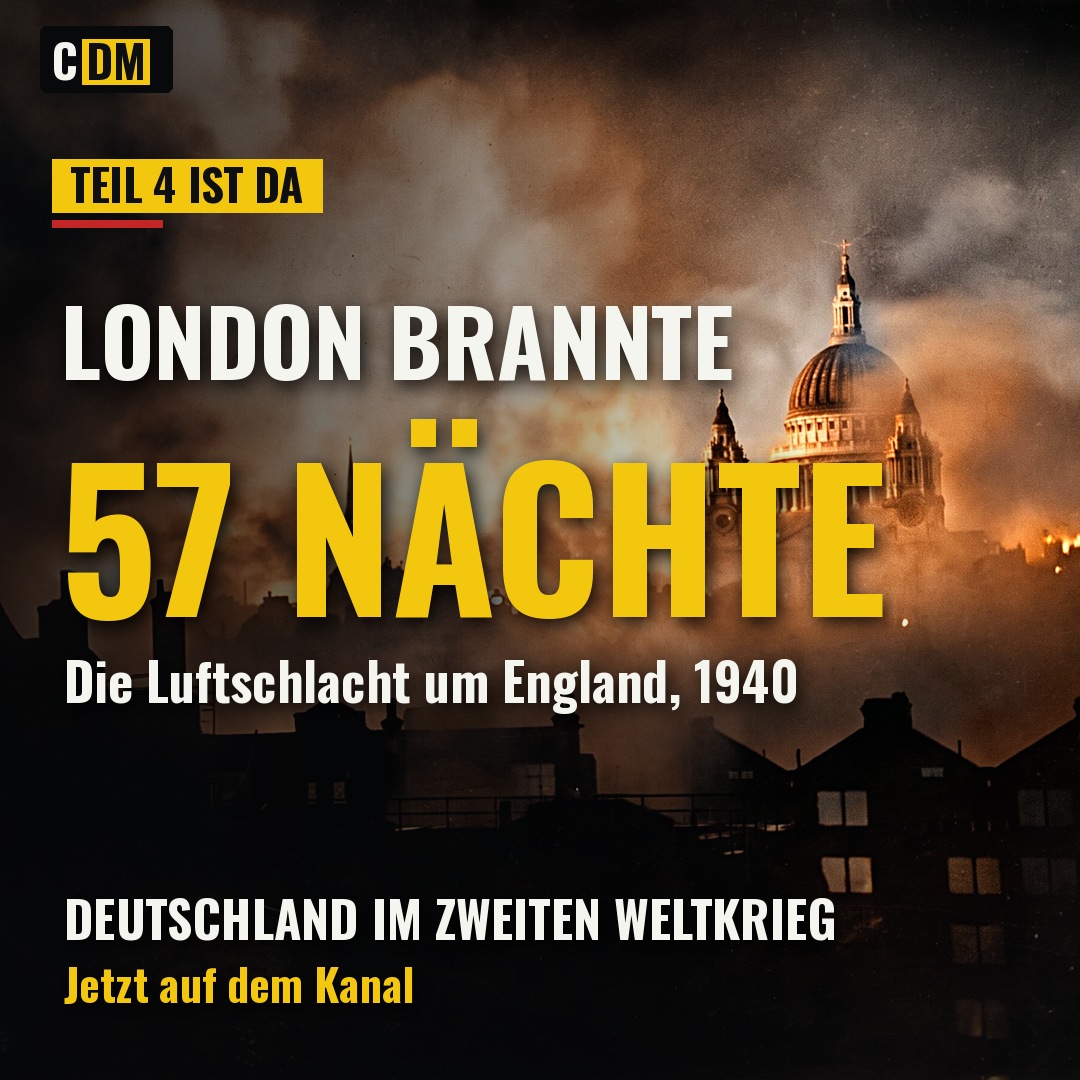 CDM
TEIL 4 IST DA
LONDON BRANNTE
57 NÄCHTE
Die Luftschlacht um England, 1940
DEUTSCHLAND IM ZWEITEN WELTKRIEG
Jetzt auf dem Kanal